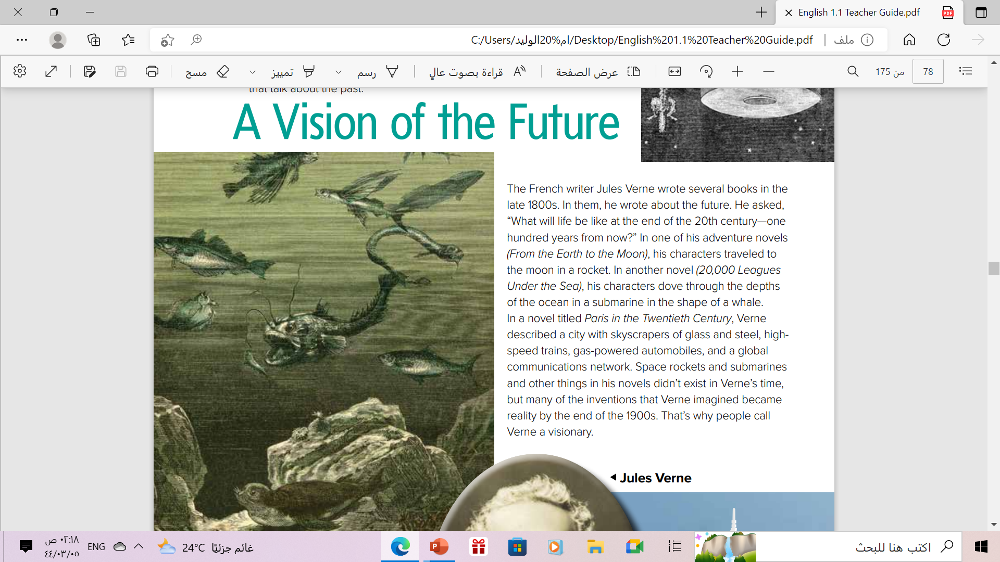 English 1.1 Teacher Guide.pdf
PDF
C:/Users/ام%20الوليد/Desktop/English%201.1%20Teacher%20Guide.pdf
ملف
مسح
تمييز
رسم
قراءة بصوت عالٍ
عرض الصفحة
من 175
78
that talk about the past.
A Vision of the Future
The French writer Jules Verne wrote several books in the
late 1800s. In them, he wrote about the future. He asked,
“What will life be like at the end of the 20th century—one
hundred years from now?” In one of his adventure novels
(From the Earth to the Moon), his characters traveled to
the moon in a rocket. In another novel (20,000 Leagues
Under the Sea), his characters dove through the depths
of the ocean in a submarine in the shape of a whale.
In a novel titled Paris in the Twentieth Century, Verne
described a city with skyscrapers of glass and steel, high-
speed trains, gas-powered automobiles, and a global
communications network. Space rockets and submarines
and other things in his novels didn’t exist in Verne’s time,
but many of the inventions that Verne imagined became
reality by the end of the 1900s. That’s why people call
Verne a visionary.
Jules Verne
٠٢:١٨ ص
٤٤/٠٣/٠٥
ENG
24°C غائم جزئيًا
P
اكتب هنا للبحث